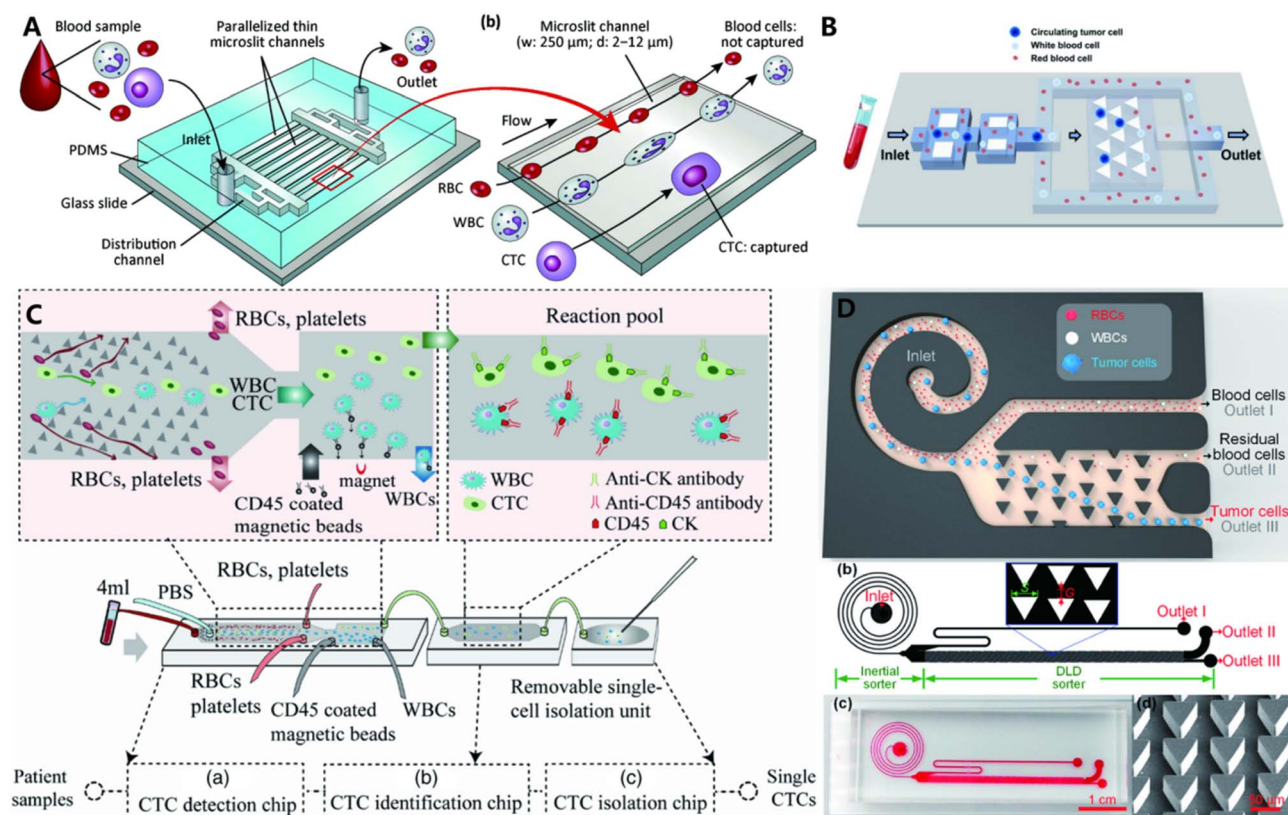 A
Blood sample
Parallelized thin
microslit channels
Outlet
Inlet
PDMS
Glass slide
Distribution
channel
(b)
Microslit channel
(w: 250 µm; d: 2–12 µm)
Blood cells:
not captured
Flow
RBC
WBC
CTC
CTC: captured
B
Circulating tumor cell
White blood cell
Red blood cell
Inlet
Outlet
C
RBCs, platelets
WBC
CTC
RBCs, platelets
CD45 coated
magnetic beads
magnet
WBCs
Reaction pool
WBC
CTC
Anti-CK antibody
Anti-CD45 antibody
CD45
CK
4ml
PBS
RBCs, platelets
RBCs
platelets
CD45 coated
magnetic beads
WBCs
Removable single-
cell isolation unit
Patient
samples
(a)
CTC detection chip
(b)
CTC identification chip
(c)
CTC isolation chip
Single
CTCs
D
RBCs
WBCs
Tumor cells
Inlet
Blood cells
Outlet I
Residual
blood cells
Outlet II
Tumor cells
Outlet III
(b)
Inlet
S
TG
Outlet I
Outlet II
Outlet III
Inertial
sorter
DLD
sorter
(c)
1 cm
(d)
50 µm